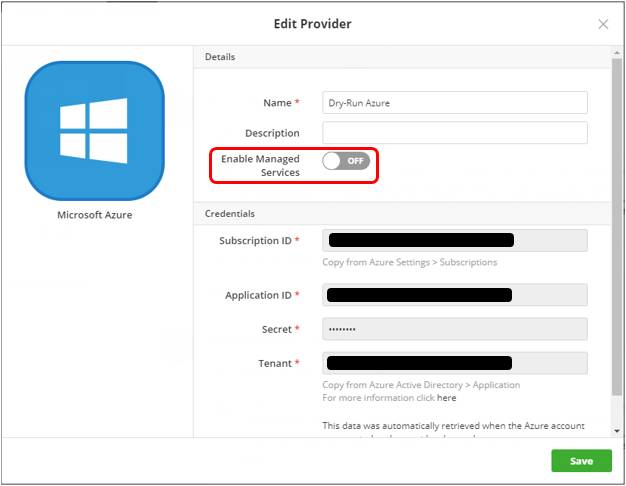 Edit Provider
Details
Name *
Dry-Run Azure
Description
Enable Managed
Services
OFF
Microsoft Azure
Credentials
Subscription ID *
Copy from Azure Settings > Subscriptions
Application ID *
Secret *
••••••••
Tenant *
Copy from Azure Active Directory > Application
For more information click here
This data was automatically retrieved when the Azure account
Save